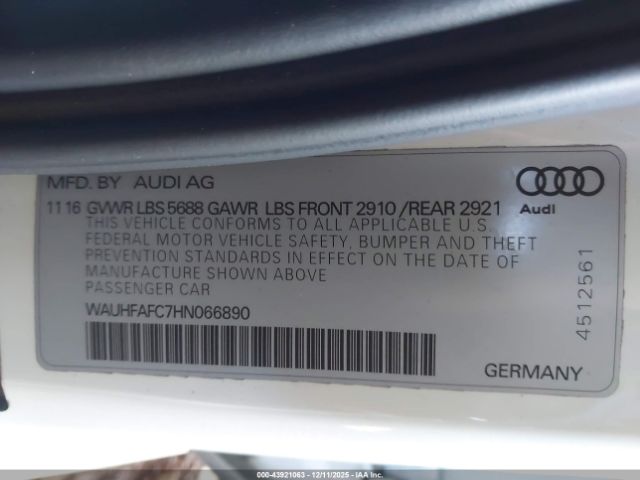 MFD. BY AUDI AG
11 16 GVWR LBS 5688 GAWR LBS FRONT 2910 /REAR 2921
THIS VEHICLE CONFORMS TO ALL APPLICABLE U.S.
FEDERAL MOTOR VEHICLE SAFETY, BUMPER AND THEFT
PREVENTION STANDARDS IN EFFECT ON THE DATE OF
MANUFACTURE SHOWN ABOVE
PASSENGER CAR
WAUHFAFC7HN066890
Audi
4512561
GERMANY
000-43921063 - 12/11/2025 - IAAI.COM